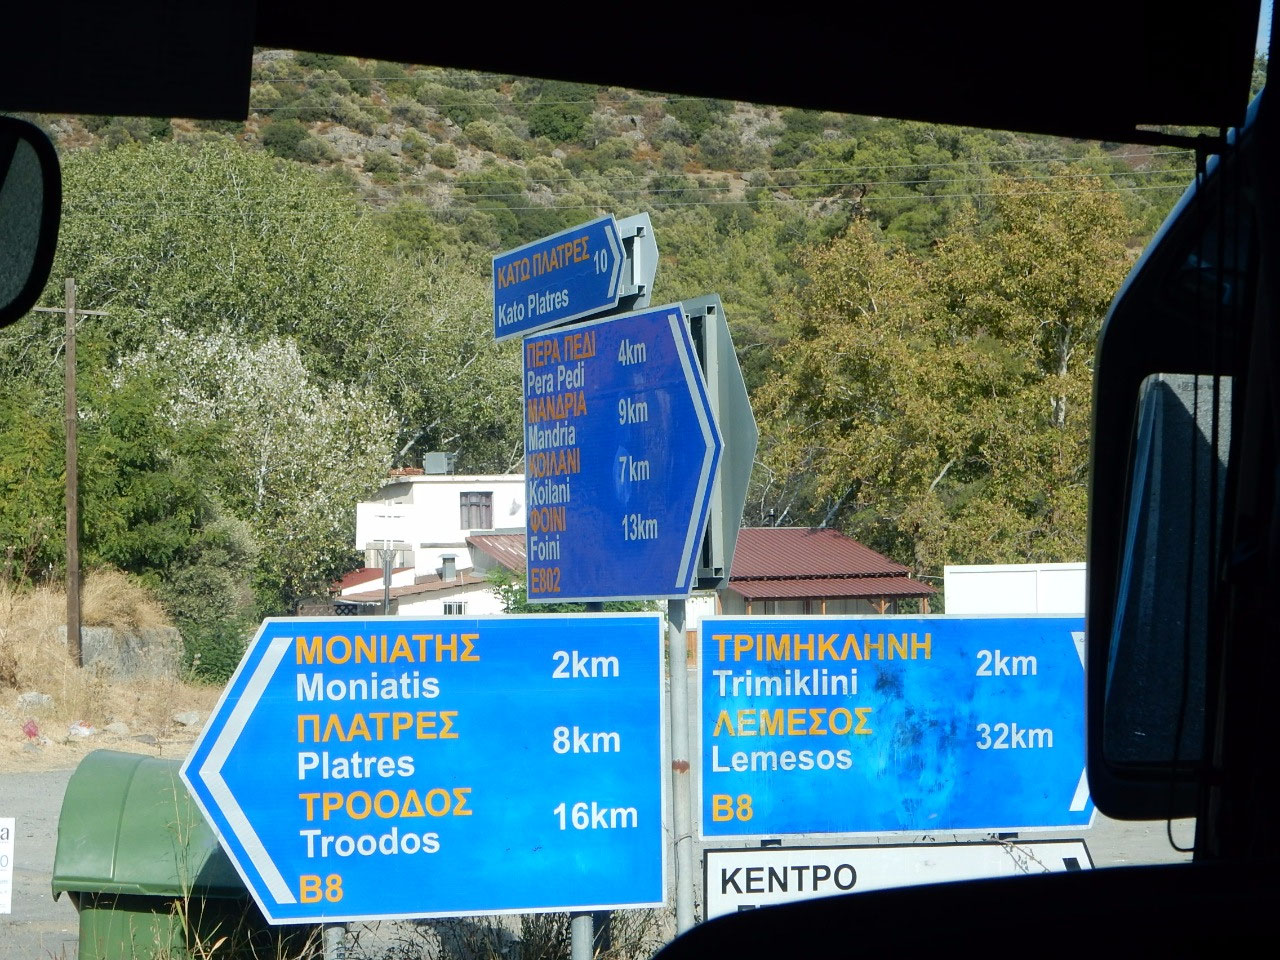 ΚΑΤΩ ΠΛΑΤΡΕΣ 10
Kato Platres
ΠΕΡΑ ΠΕΔΙ 4km
Pera Pedi
ΜΑΝΔΡΙΑ 9km
Mandria
ΚΟΙΛΑΝΙ 7km
Koilani
ΦΟΙΝΙ 13km
Foini
E802
ΜΟΝΙΑΤΗΣ 2km
Moniatis
ΠΛΑΤΡΕΣ 8km
Platres
ΤΡΟΟΔΟΣ 16km
Troodos
B8
ΤΡΙΜΗΚΛΗΝΗ 2km
Trimiklini
ΛΕΜΕΣΟΣ 32km
Lemesos
B8
ΚΕΝΤΡΟ